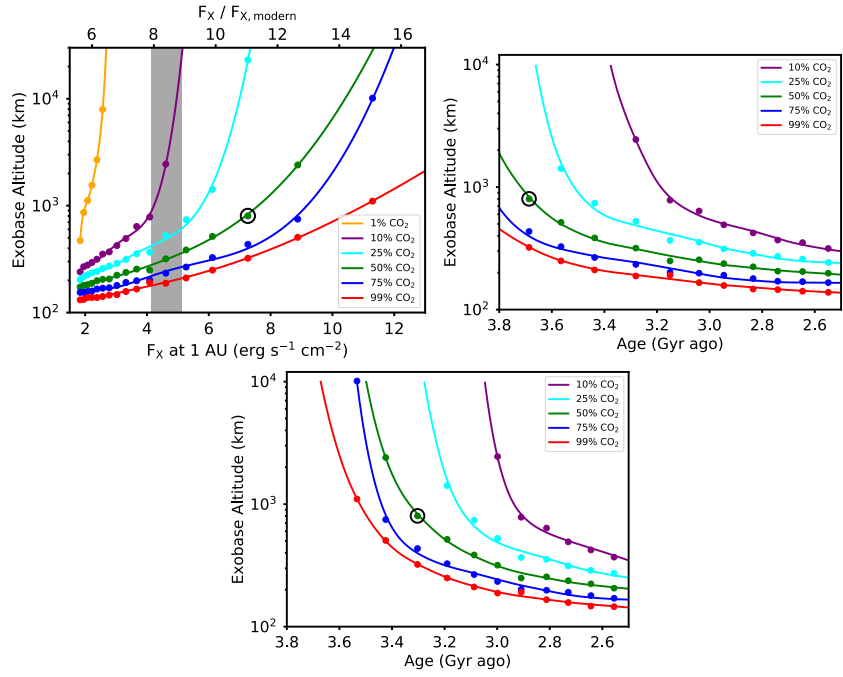 F_X / F_X, modern
6 8 10 12 14 16
Exobase Altitude (km)
10^4
10^3
10^2
1% CO₂
10% CO₂
25% CO₂
50% CO₂
75% CO₂
99% CO₂
2 4 6 8 10 12
F_X at 1 AU (erg s⁻¹ cm⁻²)
Exobase Altitude (km)
10^4
10^3
10^2
10% CO₂
25% CO₂
50% CO₂
75% CO₂
99% CO₂
3.8 3.6 3.4 3.2 3.0 2.8 2.6
Age (Gyr ago)
Exobase Altitude (km)
10^4
10^3
10^2
10% CO₂
25% CO₂
50% CO₂
75% CO₂
99% CO₂
3.8 3.6 3.4 3.2 3.0 2.8 2.6
Age (Gyr ago)